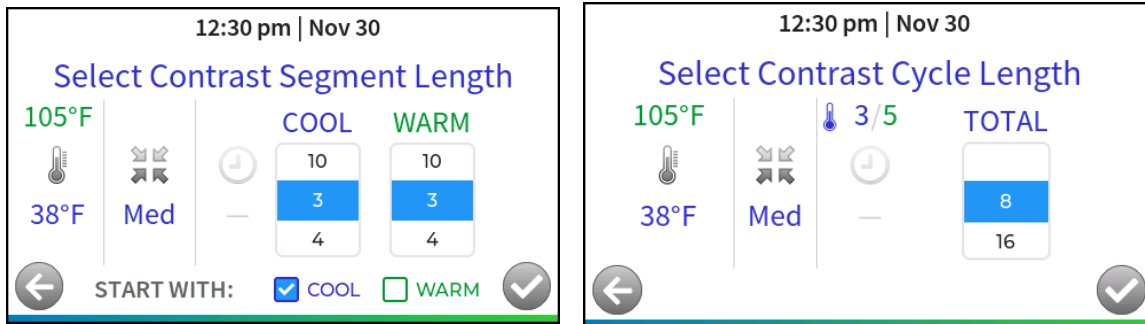 12:30 pm | Nov 30
Select Contrast Segment Length
105°F
COOL WARM
10 10
3 3
38°F Med — 4 4
START WITH: COOL WARM
12:30 pm | Nov 30
Select Contrast Cycle Length
105°F 3/5 TOTAL
8
38°F Med — 16